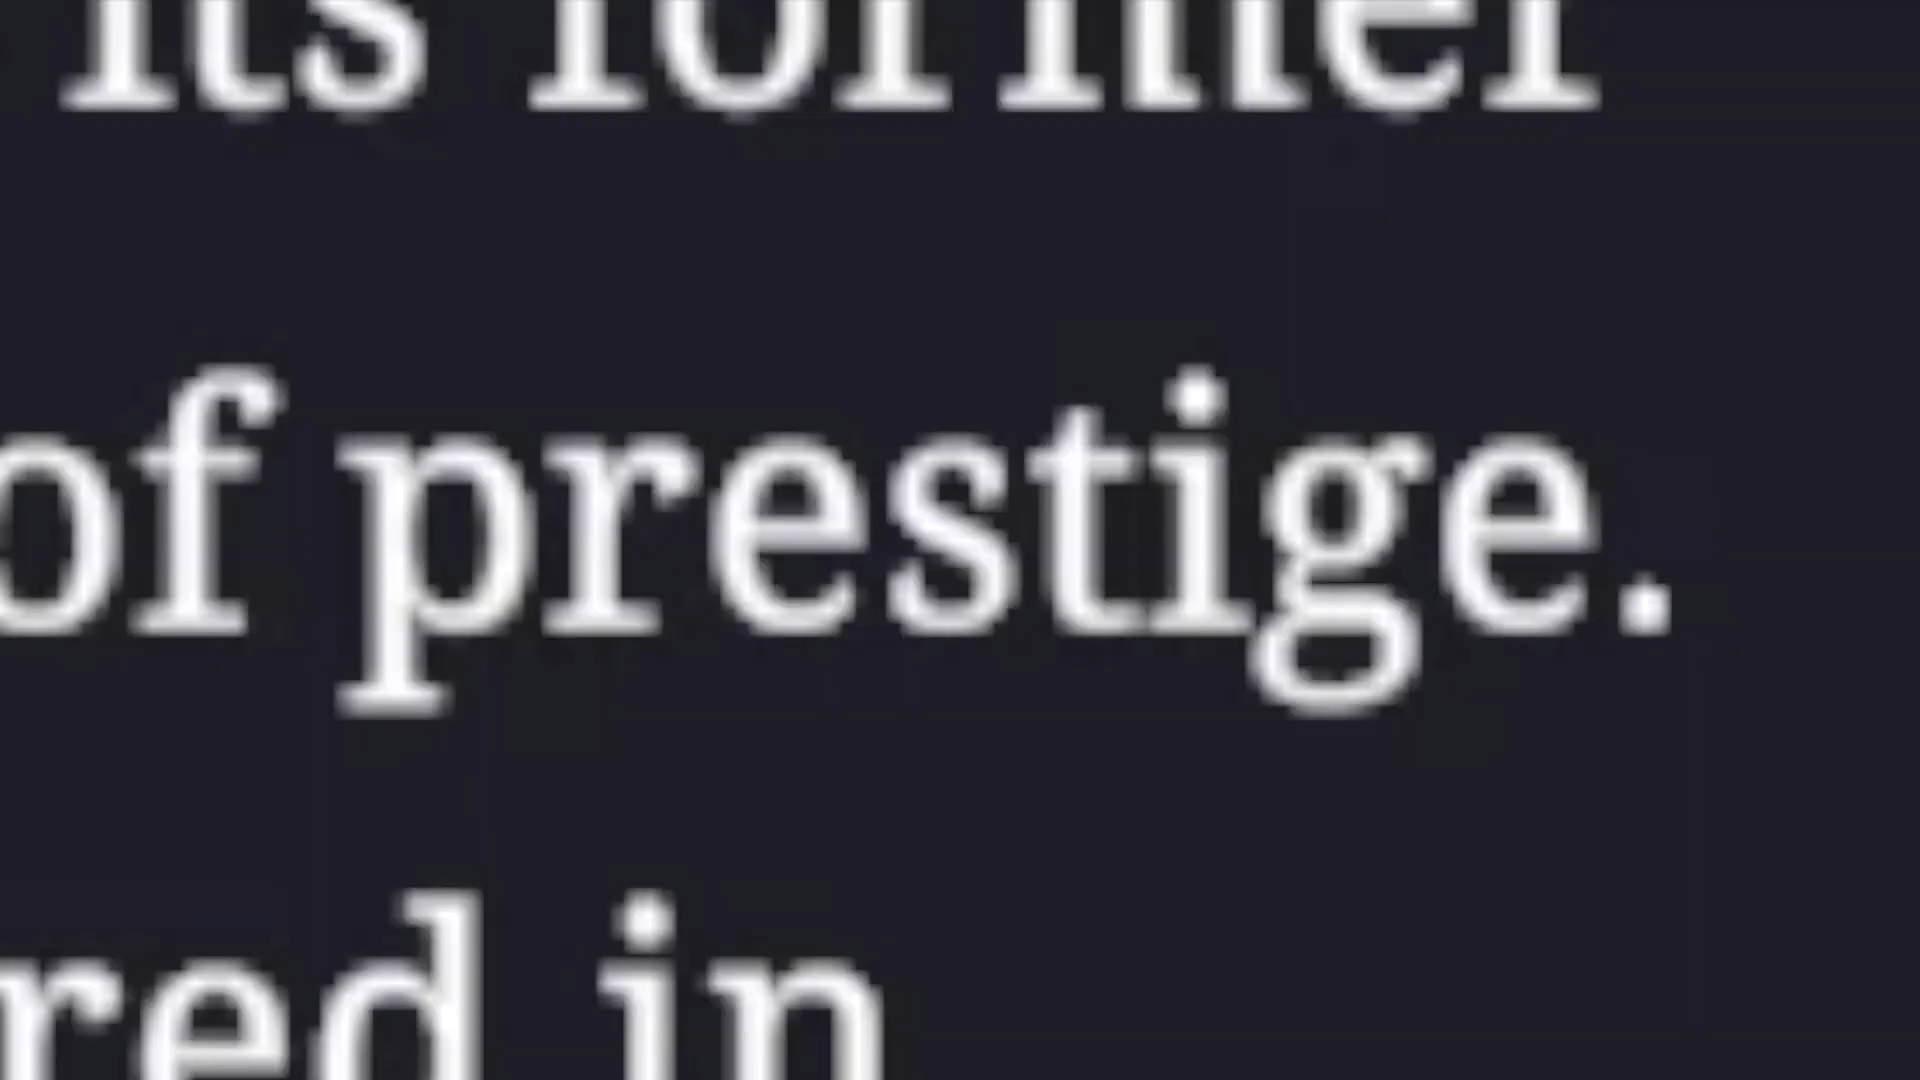 its former
of prestige.
red in